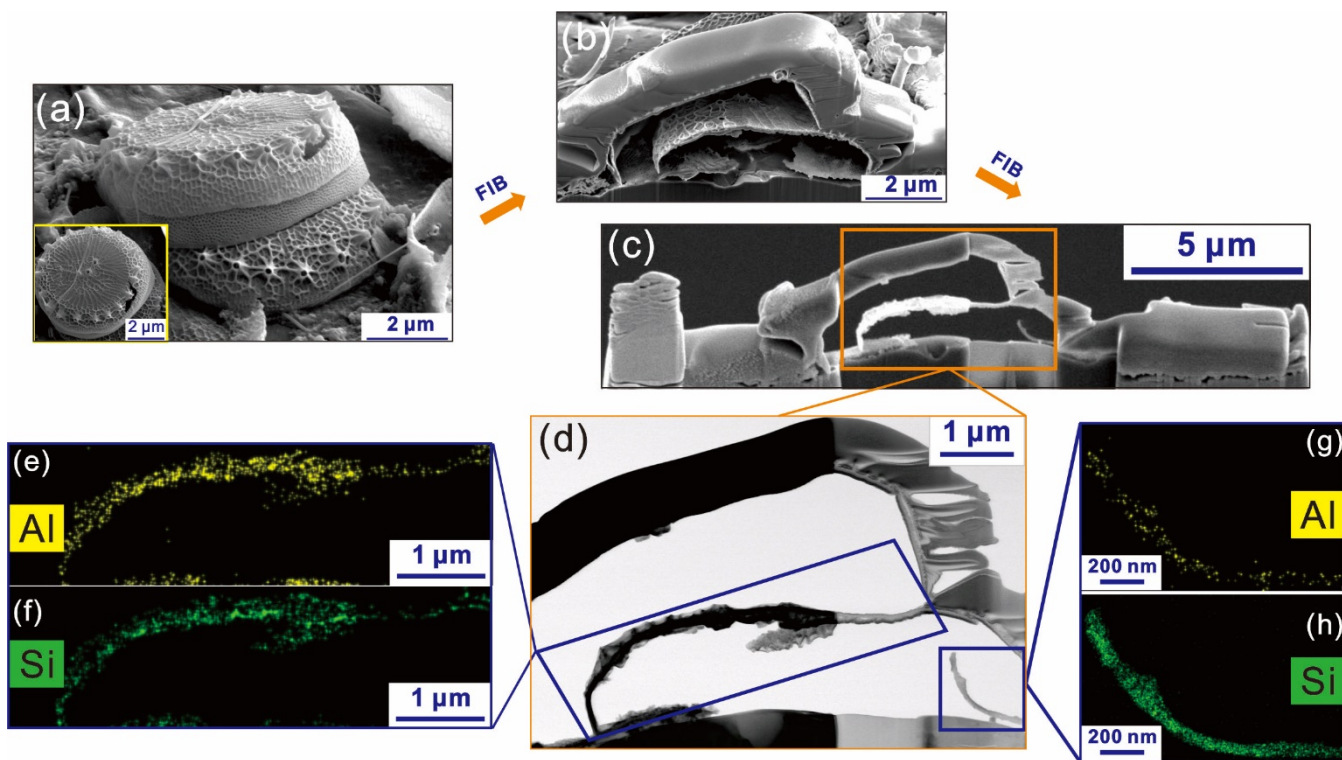 (a)
2 µm
2 µm
FIB
(b)
2 µm
FIB
(c)
5 µm
(d)
1 µm
(e)
Al
1 µm
(f)
Si
1 µm
(g)
Al
200 nm
(h)
Si
200 nm